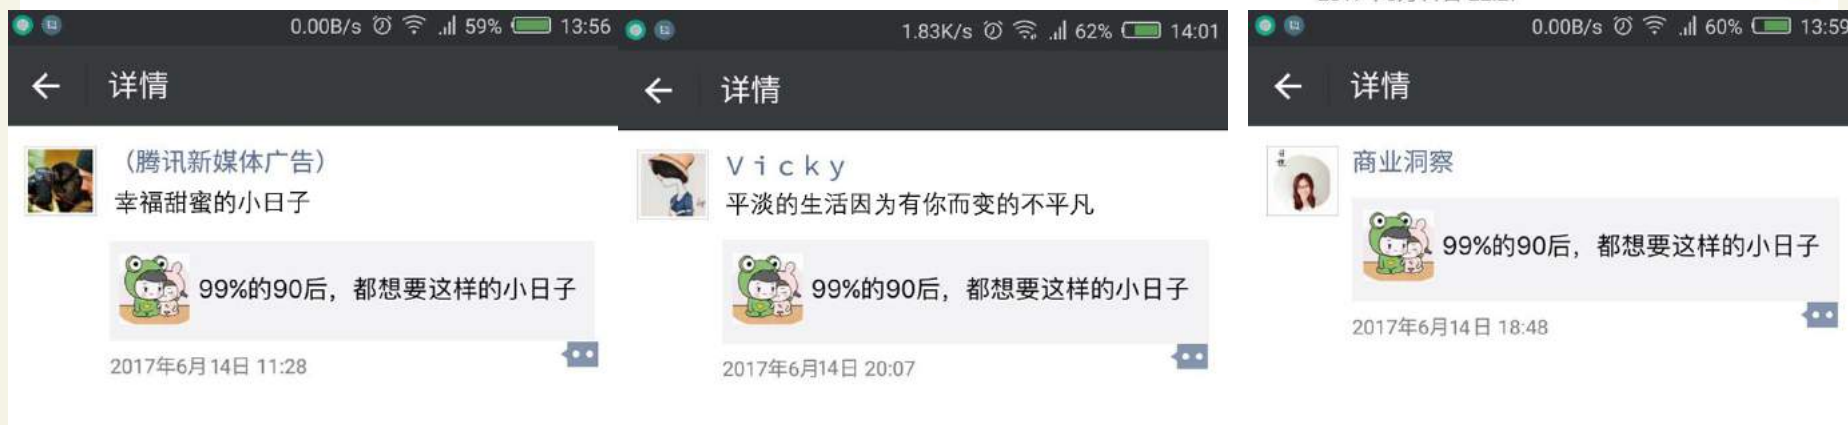 0.00B/s 59% 13:56
详情
（腾讯新媒体广告）
幸福甜蜜的小日子
99%的90后，都想要这样的小日子
2017年6月14日 11:28
1.83K/s 62% 14:01
详情
Ｖｉｃｋｙ
平淡的生活因为有你而变的不平凡
99%的90后，都想要这样的小日子
2017年6月14日 20:07
0.00B/s 60% 13:59
详情
商业洞察
99%的90后，都想要这样的小日子
2017年6月14日 18:48